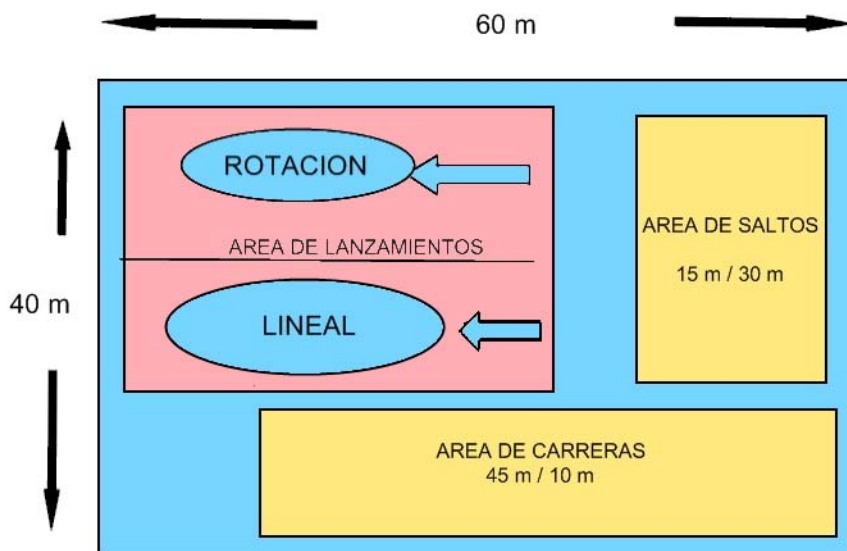 60 m
40 m
ROTACION
AREA DE LANZAMIENTOS
LINEAL
AREA DE SALTOS
15 m / 30 m
AREA DE CARRERAS
45 m / 10 m